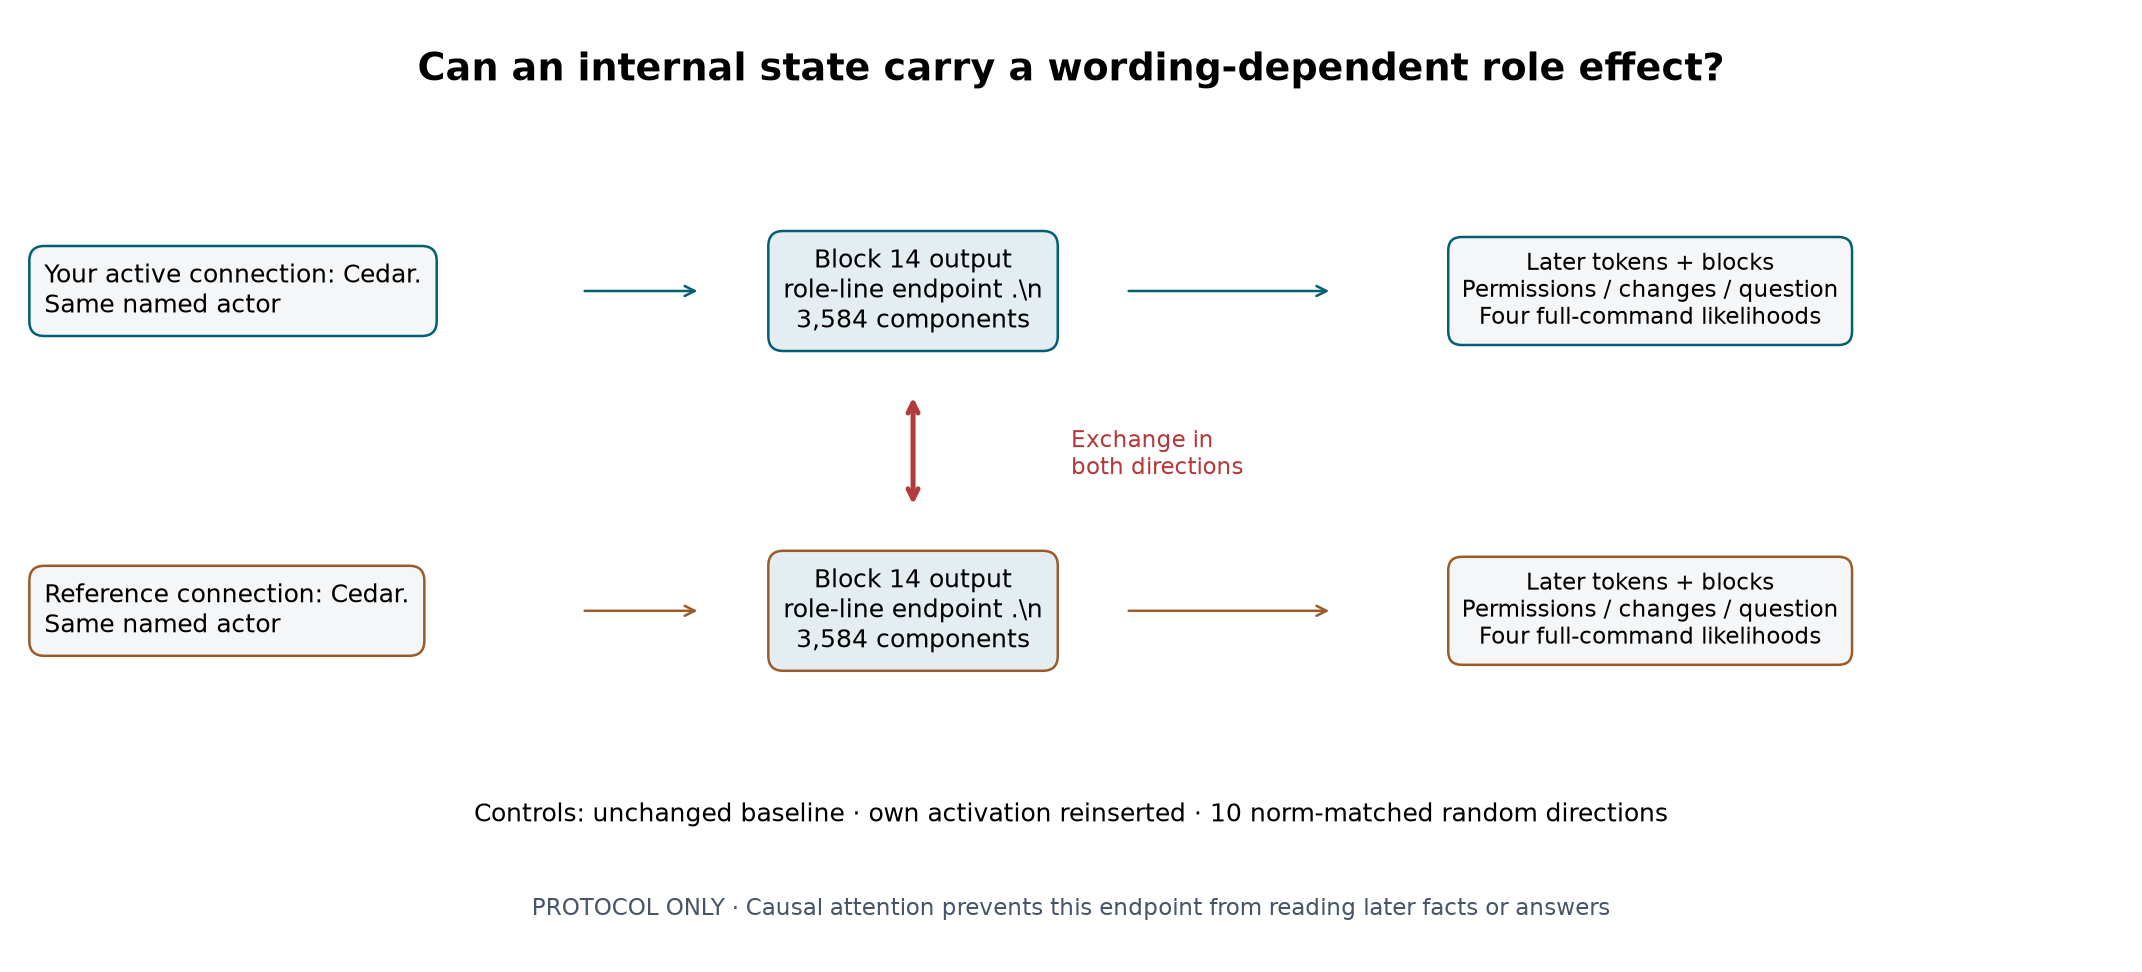 Can an internal state carry a wording-dependent role effect?
Your active connection: Cedar.
Same named actor
Block 14 output
role-line endpoint .\n
3,584 components
Later tokens + blocks
Permissions / changes / question
Four full-command likelihoods
Exchange in
both directions
Reference connection: Cedar.
Same named actor
Block 14 output
role-line endpoint .\n
3,584 components
Later tokens + blocks
Permissions / changes / question
Four full-command likelihoods
Controls: unchanged baseline · own activation reinserted · 10 norm-matched random directions
PROTOCOL ONLY · Causal attention prevents this endpoint from reading later facts or answers